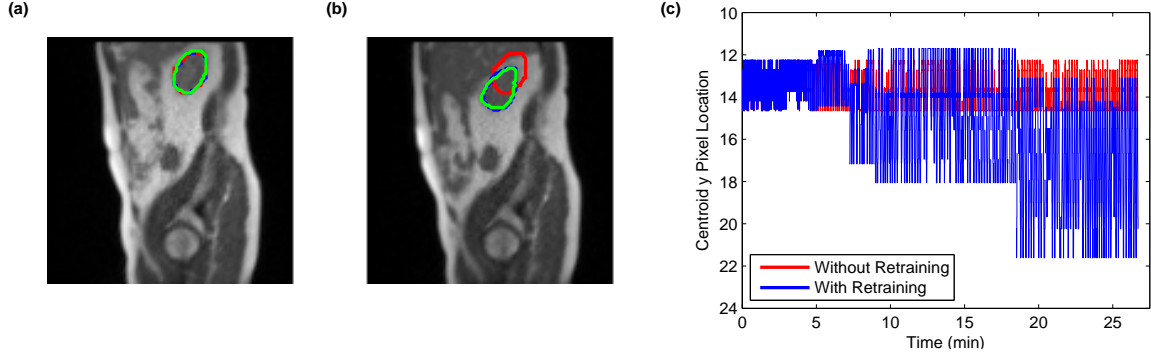 (a)
(b)
(c)
10
12
14
16
18
20
22
24
Centroid y Pixel Location
Without Retraining
With Retraining
0 5 10 15 20 25
Time (min)